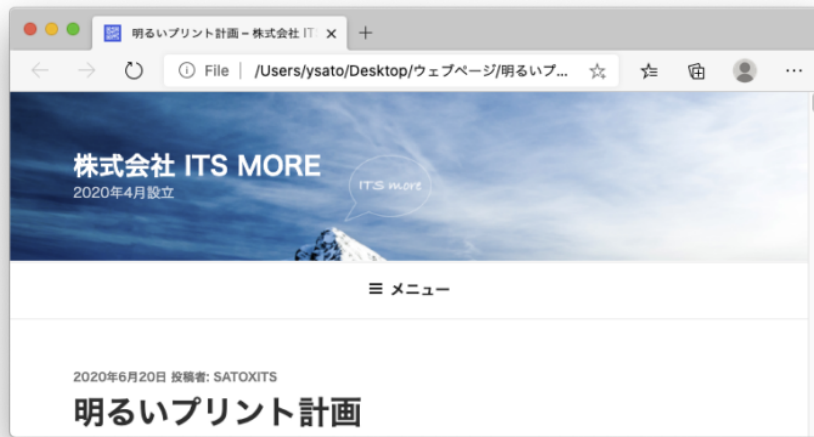 明るいプリント計画 – 株式会社 IT
File
/Users/ysato/Desktop/ウェブページ/明るいプ...
株式会社 ITS MORE
2020年4月設立
ITS more
メニュー
2020年6月20日 投稿者: SATOXITS
明るいプリント計画